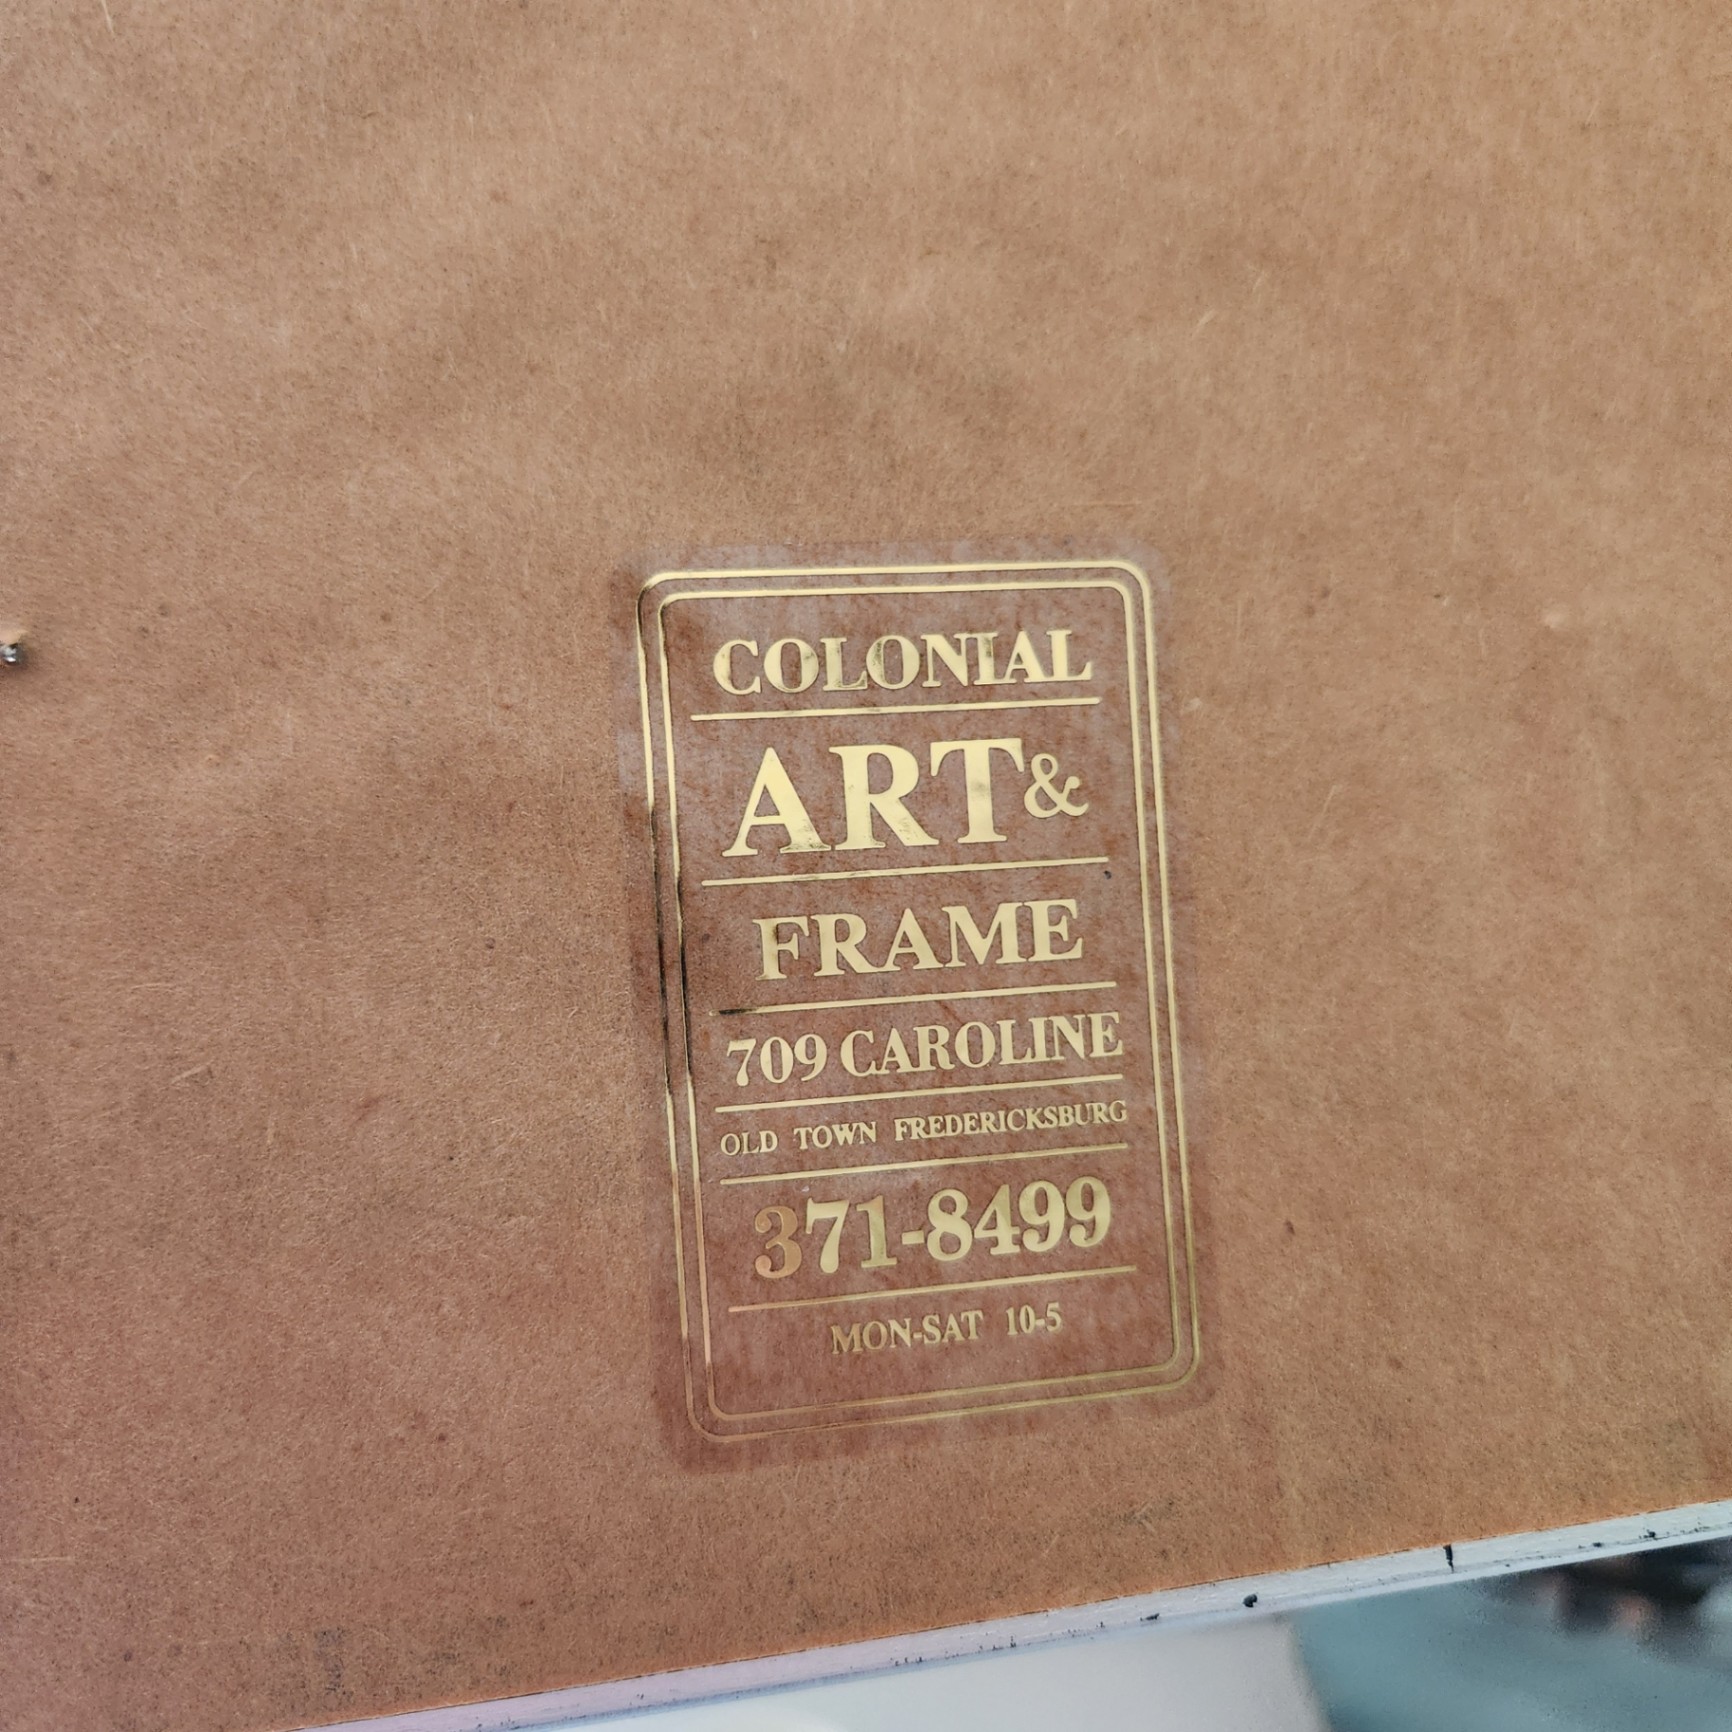 COLONIAL
ART&
FRAME
709 CAROLINE
OLD TOWN FREDERICKSBURG
371-8499
MON-SAT 10-5